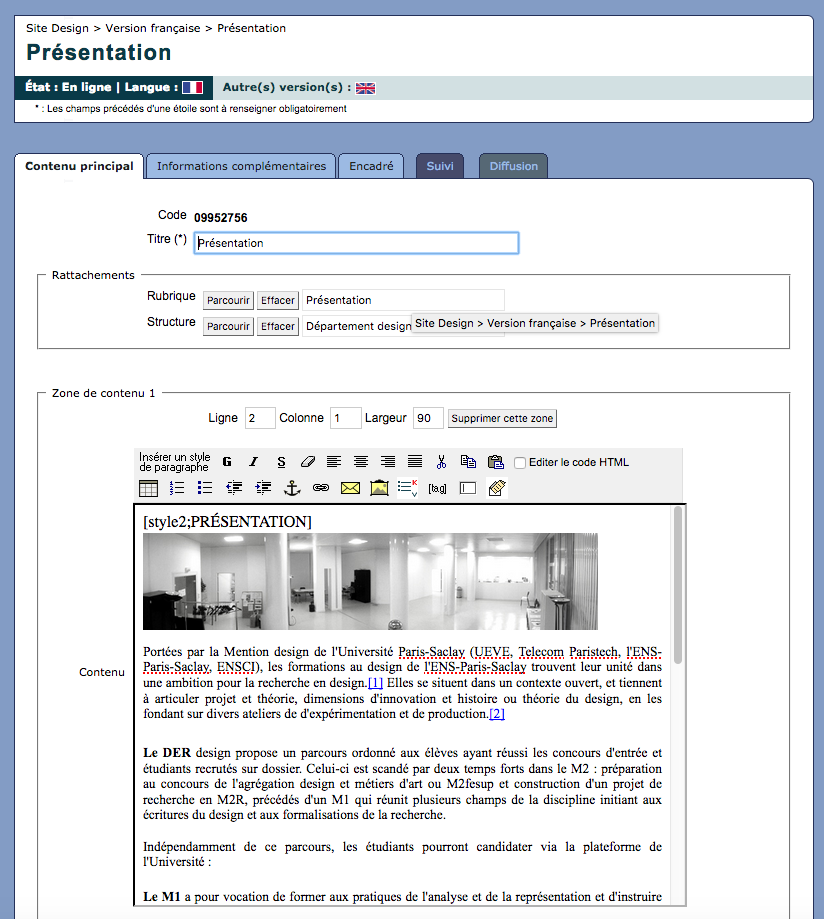 Site Design > Version française > Présentation
Présentation
État : En ligne | Langue : Autre(s) version(s) :
* : Les champs précédés d'une étoile sont à renseigner obligatoirement
Contenu principal Informations complémentaires Encadré Suivi Diffusion
Code 09952756
Titre (*) Présentation
Rattachements
Rubrique Parcourir Effacer Présentation
Structure Parcourir Effacer Département design Site Design > Version française > Présentation
Zone de contenu 1
Ligne 2 Colonne 1 Largeur 90 Supprimer cette zone
Insérer un style
de paragraphe G I S Editer le code HTML
[tag]
[style2;PRÉSENTATION]
Portées par la Mention design de l'Université Paris-Saclay (UEVE, Telecom Paristech, l'ENS-
Paris-Saclay, ENSCI), les formations au design de l'ENS-Paris-Saclay trouvent leur unité dans
Contenu
une ambition pour la recherche en design.[1] Elles se situent dans un contexte ouvert, et tiennent
à articuler projet et théorie, dimensions d'innovation et histoire ou théorie du design, en les
fondant sur divers ateliers de d'expérimentation et de production.[2]
Le DER design propose un parcours ordonné aux élèves ayant réussi les concours d'entrée et
étudiants recrutés sur dossier. Celui-ci est scandé par deux temps forts dans le M2 : préparation
au concours de l'agrégation design et métiers d'art ou M2fesup et construction d'un projet de
recherche en M2R, précédés d'un M1 qui réunit plusieurs champs de la discipline initiant aux
écritures du design et aux formalisations de la recherche.
Indépendamment de ce parcours, les étudiants pourront candidater via la plateforme de
l'Université :
Le M1 a pour vocation de former aux pratiques de l'analyse et de la représentation et d'instruire